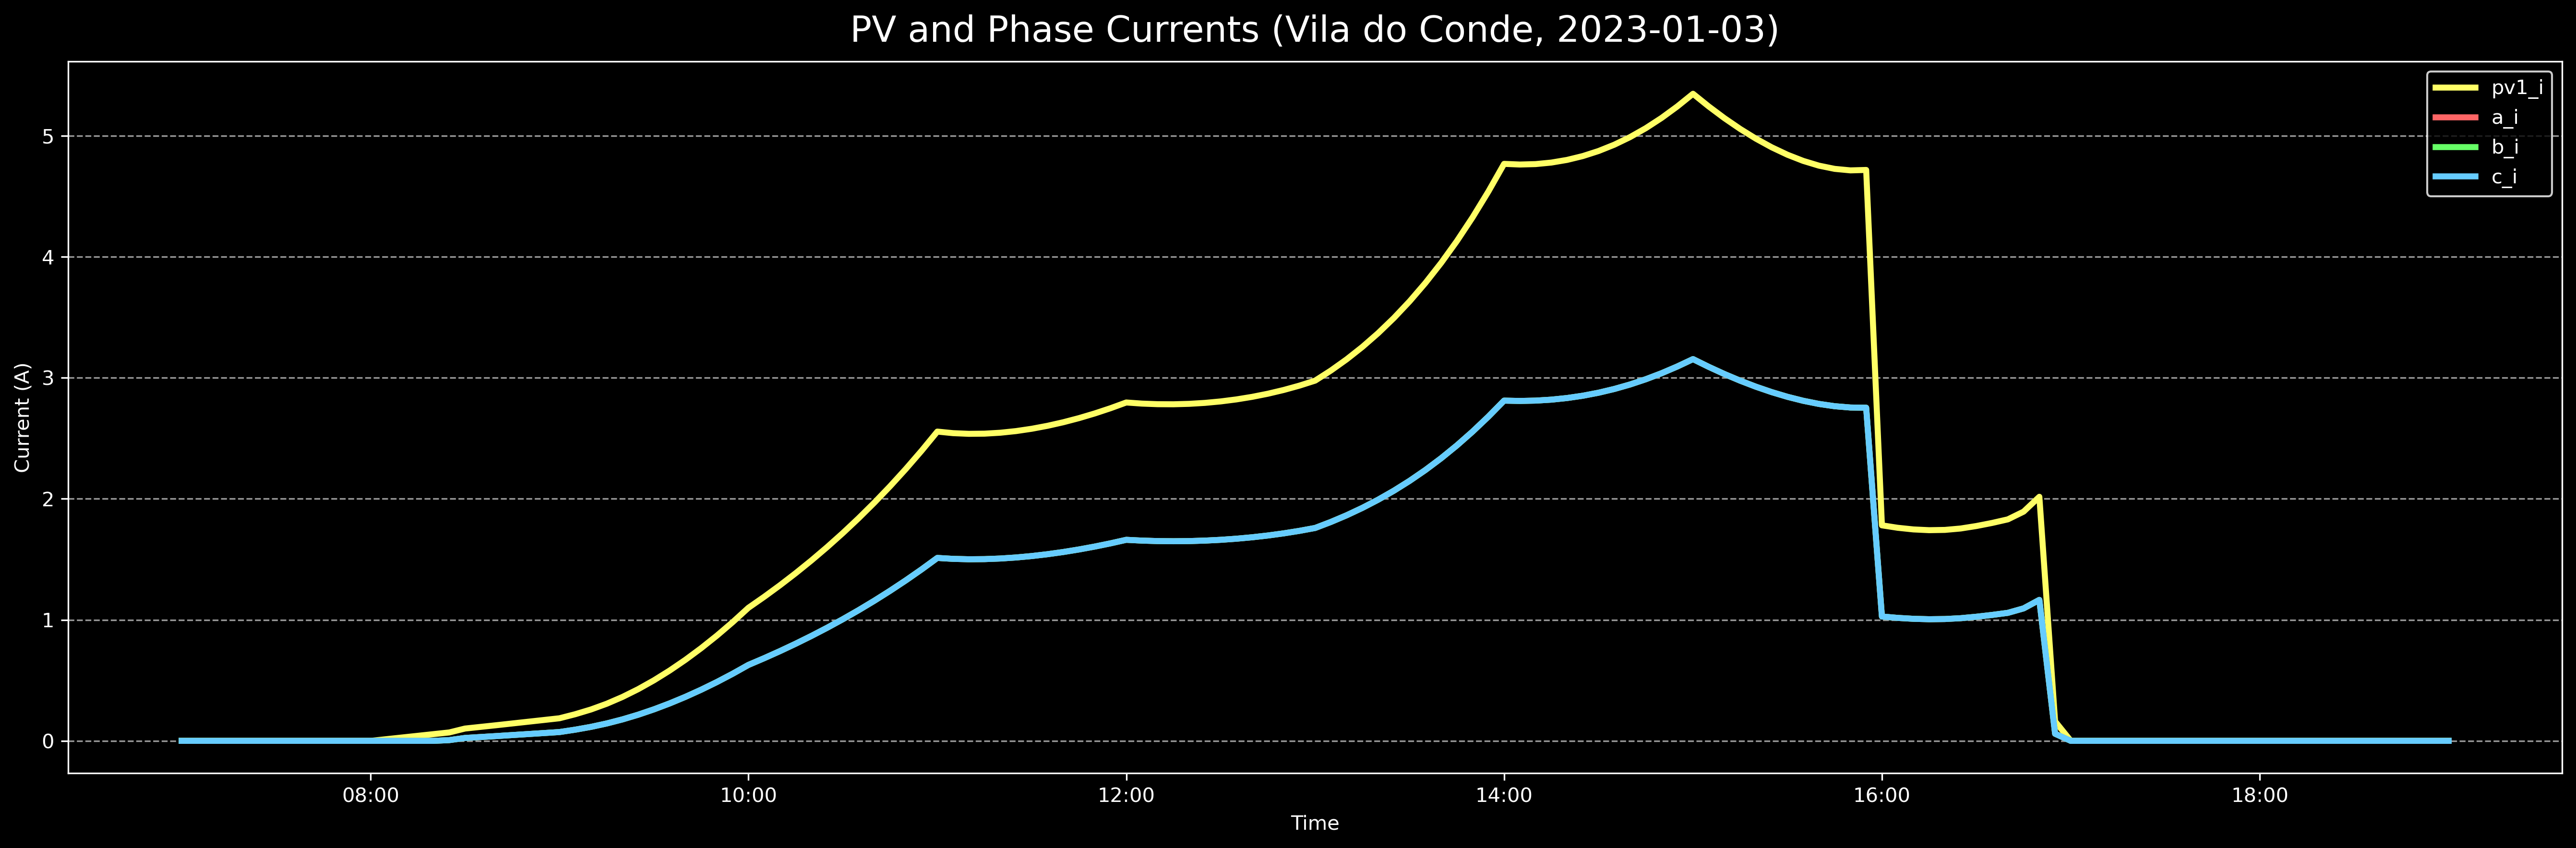 PV and Phase Currents (Vila do Conde, 2023-01-03)
pv1_i
a_i
b_i
c_i
5
4
3
2
1
0
Current (A)
08:00 10:00 12:00 14:00 16:00 18:00
Time